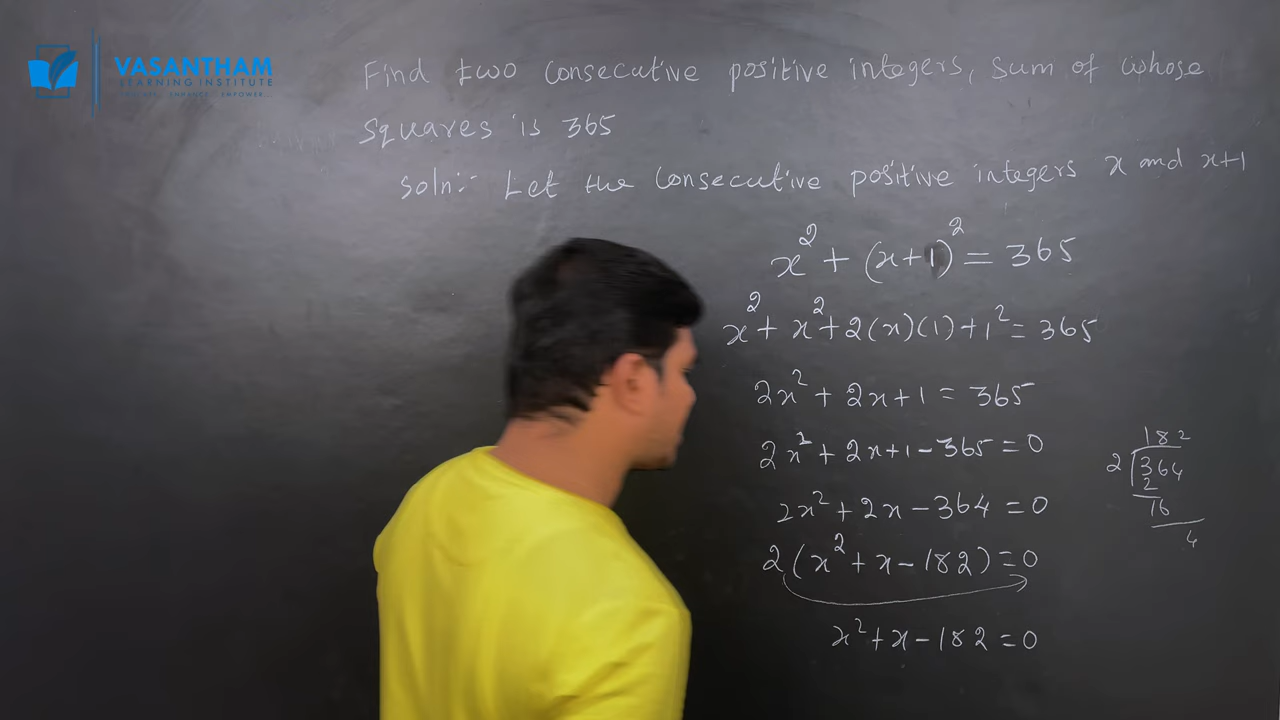 VASANTHAM
LEARNING INSTITUTE
ENHANCE. EMPOWER...
Find two consecutive positive integers, sum of whose
squares is 365
Soln:- Let the consecutive positive integers x and x+1
x² + (x+1)² = 365
x² + x² + 2(x)(1) + 1² = 365
2x² + 2x + 1 = 365
2x² + 2x + 1 - 365 = 0
2x² + 2x - 364 = 0
2(x² + x - 182) = 0
x² + x - 182 = 0
182
2 364
2
16
4